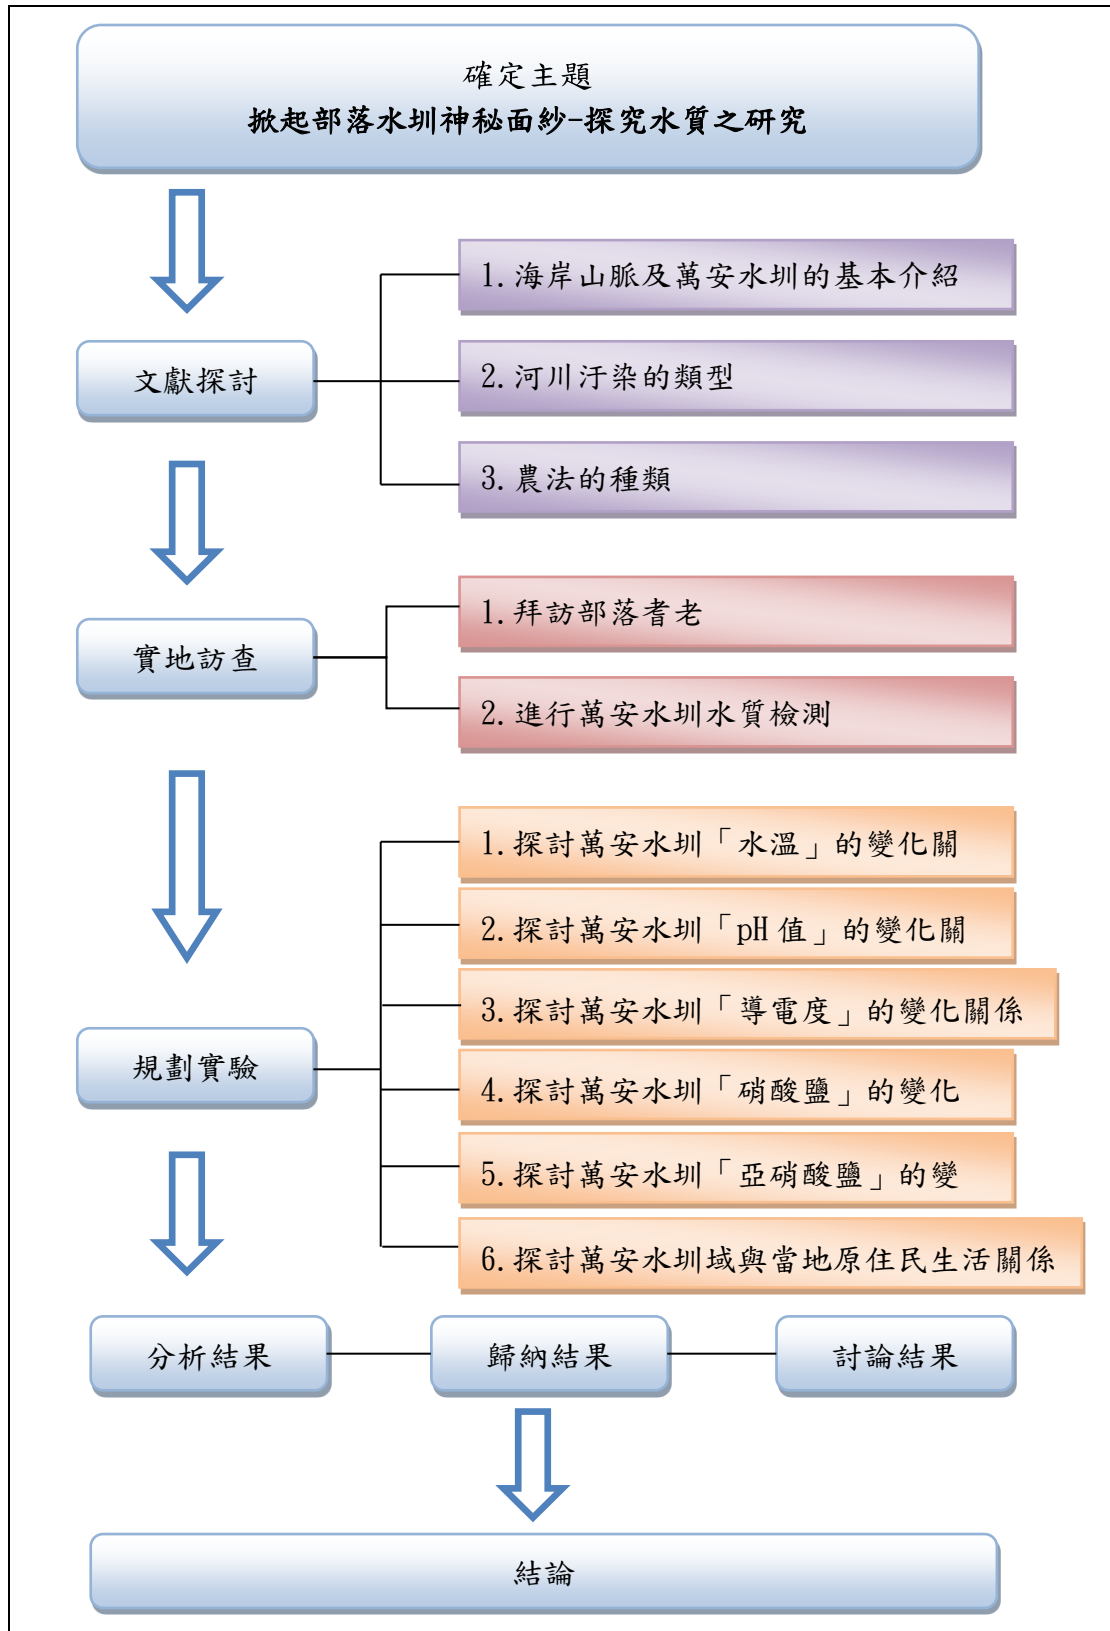 確定主題
掀起部落水圳神秘面紗-探究水質之研究
文獻探討
1.海岸山脈及萬安水圳的基本介紹
2.河川汙染的類型
3.農法的種類
實地訪查
1.拜訪部落耆老
2.進行萬安水圳水質檢測
規劃實驗
1.探討萬安水圳「水溫」的變化關
2.探討萬安水圳「pH值」的變化關
3.探討萬安水圳「導電度」的變化關係
4.探討萬安水圳「硝酸鹽」的變化
5.探討萬安水圳「亞硝酸鹽」的變
6.探討萬安水圳域與當地原住民生活關係
分析結果
歸納結果
討論結果
結論